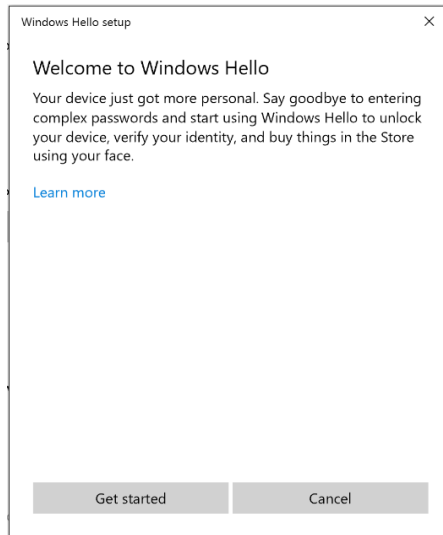 Windows Hello setup
Welcome to Windows Hello
Your device just got more personal. Say goodbye to entering
complex passwords and start using Windows Hello to unlock
your device, verify your identity, and buy things in the Store
using your face.
Learn more
Get started
Cancel